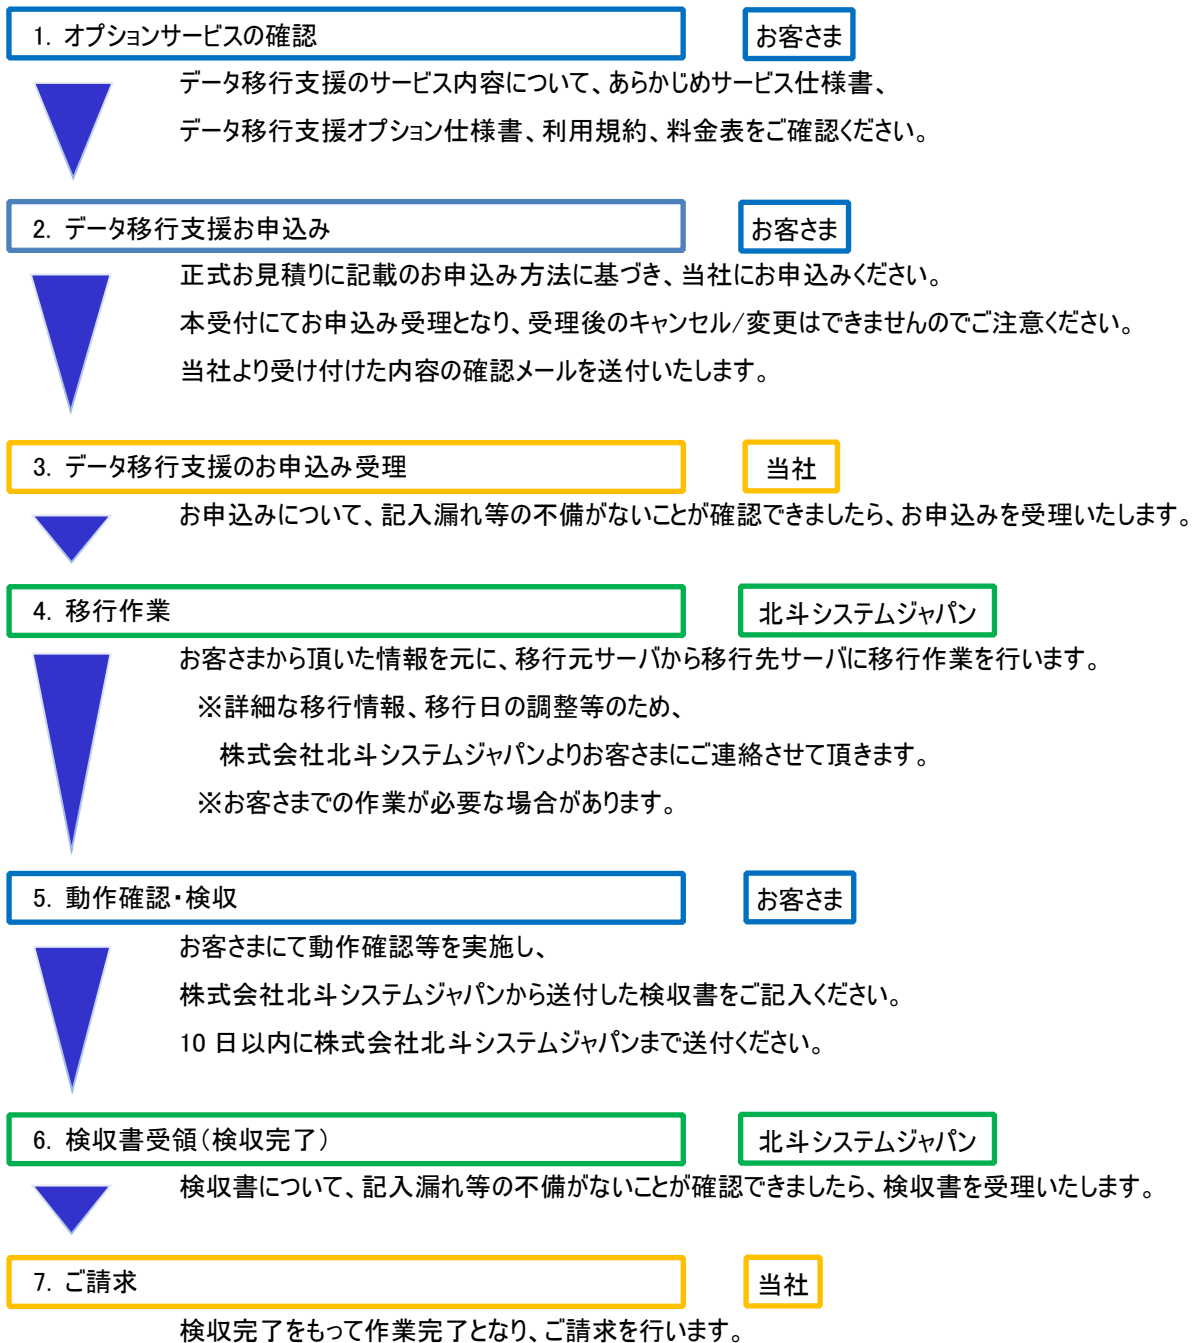 1. オプションサービスの確認 お客さま
データ移行支援のサービス内容について、あらかじめサービス仕様書、
データ移行支援オプション仕様書、利用規約、料金表をご確認ください。
2. データ移行支援お申込み お客さま
正式お見積りに記載のお申込み方法に基づき、当社にお申込みください。
本受付にてお申込み受理となり、受理後のキャンセル/変更はできませんのでご注意ください。
当社より受け付けた内容の確認メールを送付いたします。
3. データ移行支援のお申込み受理 当社
お申込みについて、記入漏れ等の不備がないことが確認できましたら、お申込みを受理いたします。
4. 移行作業 北斗システムジャパン
お客さまから頂いた情報を元に、移行元サーバから移行先サーバに移行作業を行います。
※詳細な移行情報、移行日の調整等のため、
株式会社北斗システムジャパンよりお客さまにご連絡させて頂きます。
※お客さまでの作業が必要な場合があります。
5. 動作確認・検収 お客さま
お客さまにて動作確認等を実施し、
株式会社北斗システムジャパンから送付した検収書をご記入ください。
10 日以内に株式会社北斗システムジャパンまで送付ください。
6. 検収書受領(検収完了) 北斗システムジャパン
検収書について、記入漏れ等の不備がないことが確認できましたら、検収書を受理いたします。
7. ご請求 当社
検収完了をもって作業完了となり、ご請求を行います。